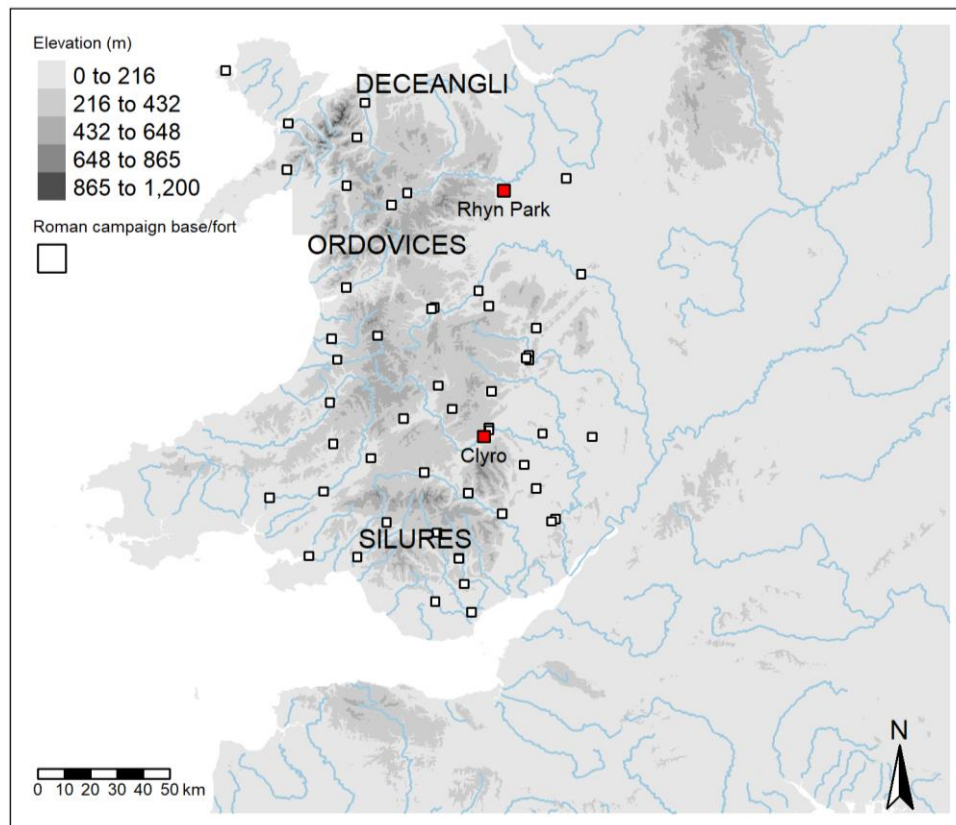 Elevation (m)
0 to 216
216 to 432
432 to 648
648 to 865
865 to 1,200
Roman campaign base/fort
DECEANGLI
Rhyn Park
ORDOVICES
Clyro
SILURES
N
0 10 20 30 40 50 km